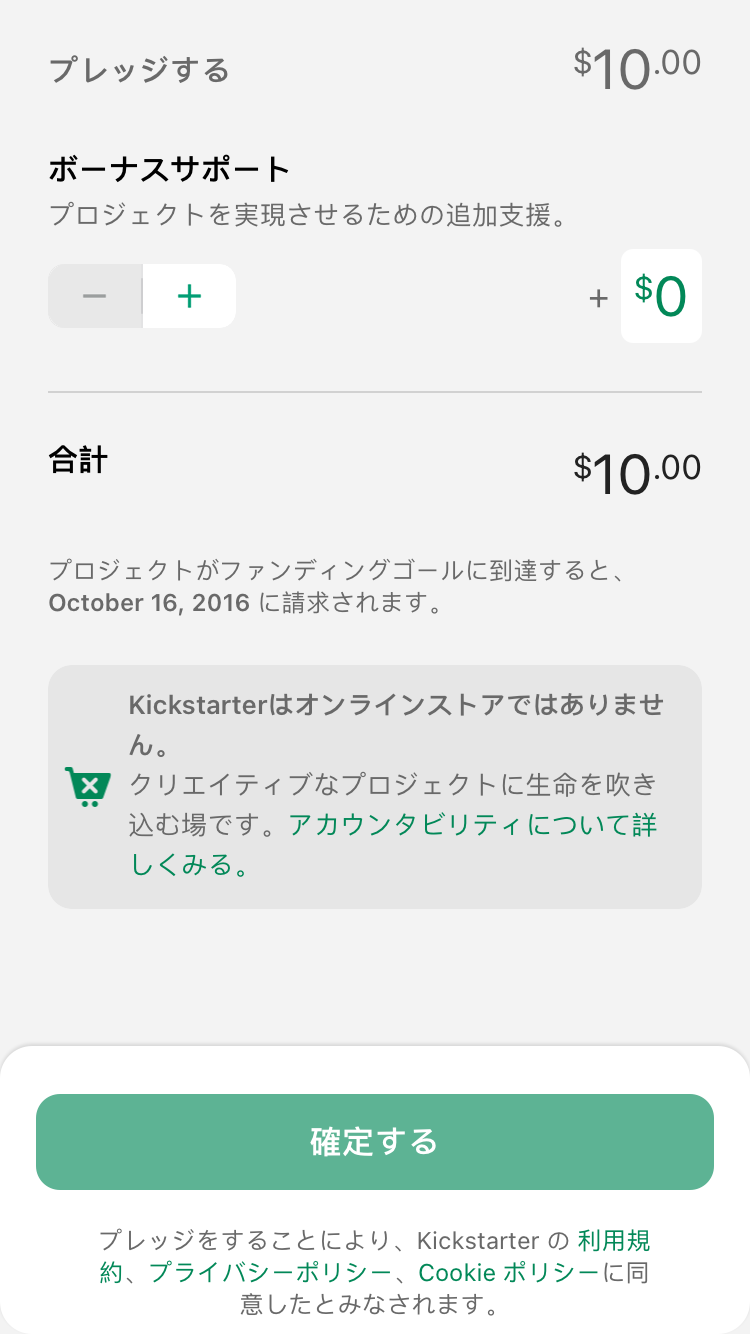 プレッジする $10.00
ボーナスサポート
プロジェクトを実現させるための追加支援。
− + + $0
合計 $10.00
プロジェクトがファンディングゴールに到達すると、
October 16, 2016 に請求されます。
Kickstarterはオンラインストアではありませ
ん。
クリエイティブなプロジェクトに生命を吹き
込む場です。アカウンタビリティについて詳
しくみる。
確定する
プレッジをすることにより、Kickstarter の 利用規
約、プライバシーポリシー、Cookie ポリシーに同
意したとみなされます。